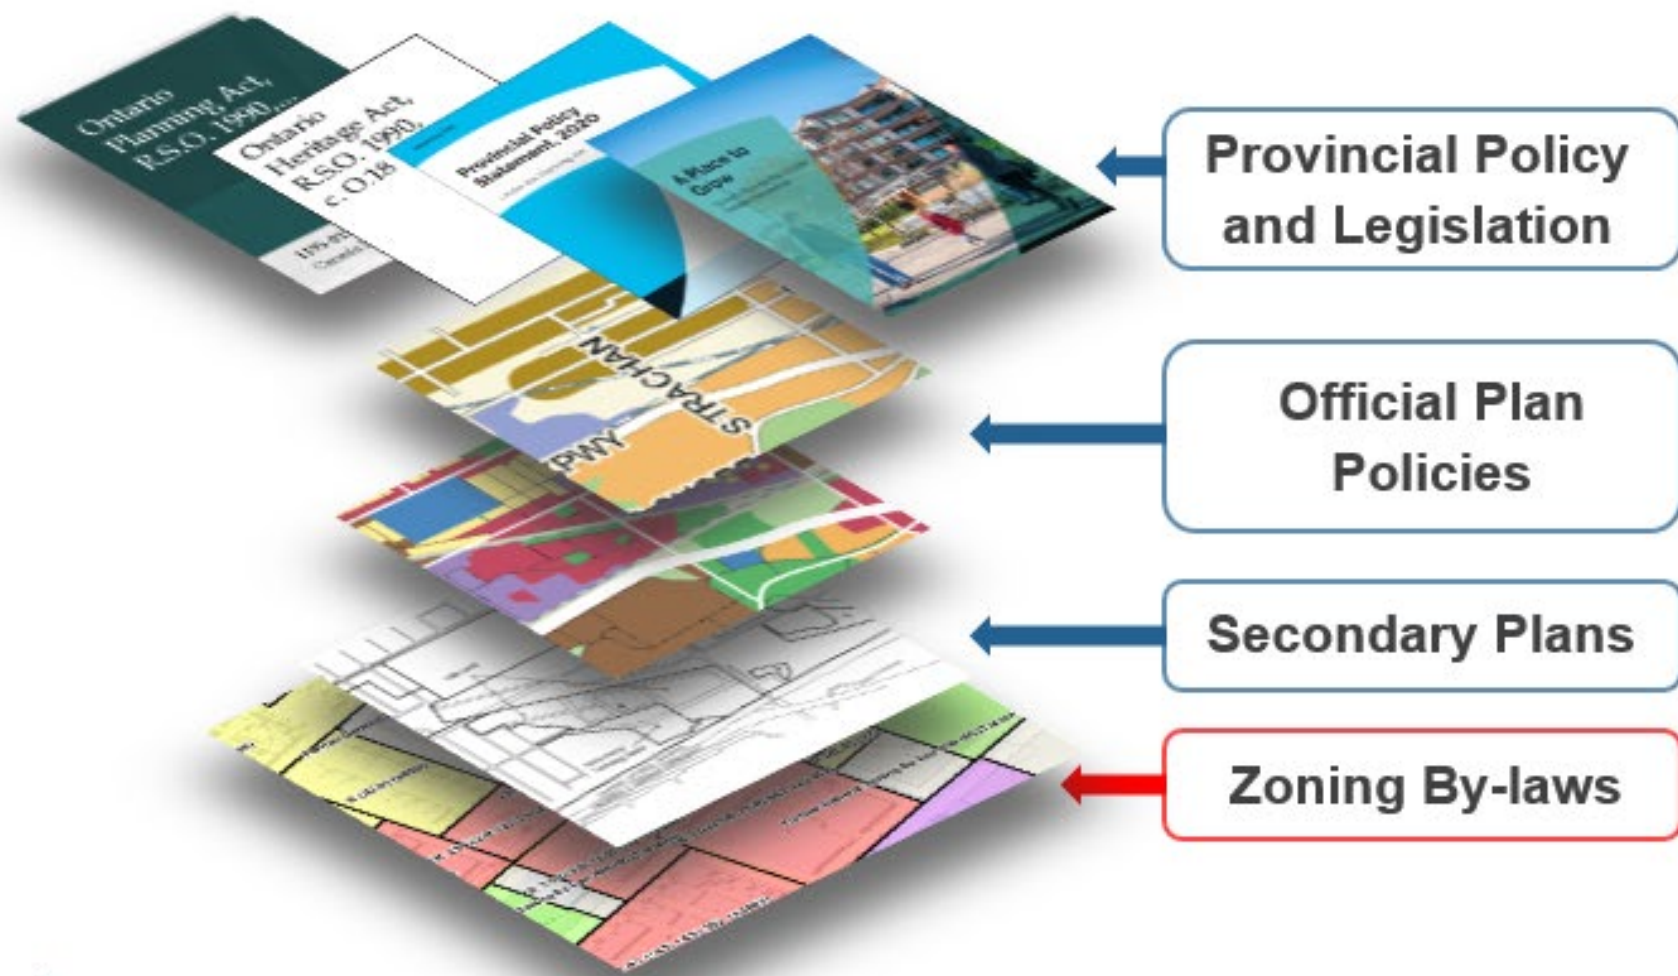 Ontario
Planning Act,
R.S.O. 1990,...
Ontario
Heritage Act,
R.S.O. 1990,
c. O.18
Provincial Policy
Statement, 2020
A Place to
Grow
Provincial Policy
and Legislation
STRACHAN
PWY
Official Plan
Policies
Secondary Plans
Zoning By-laws